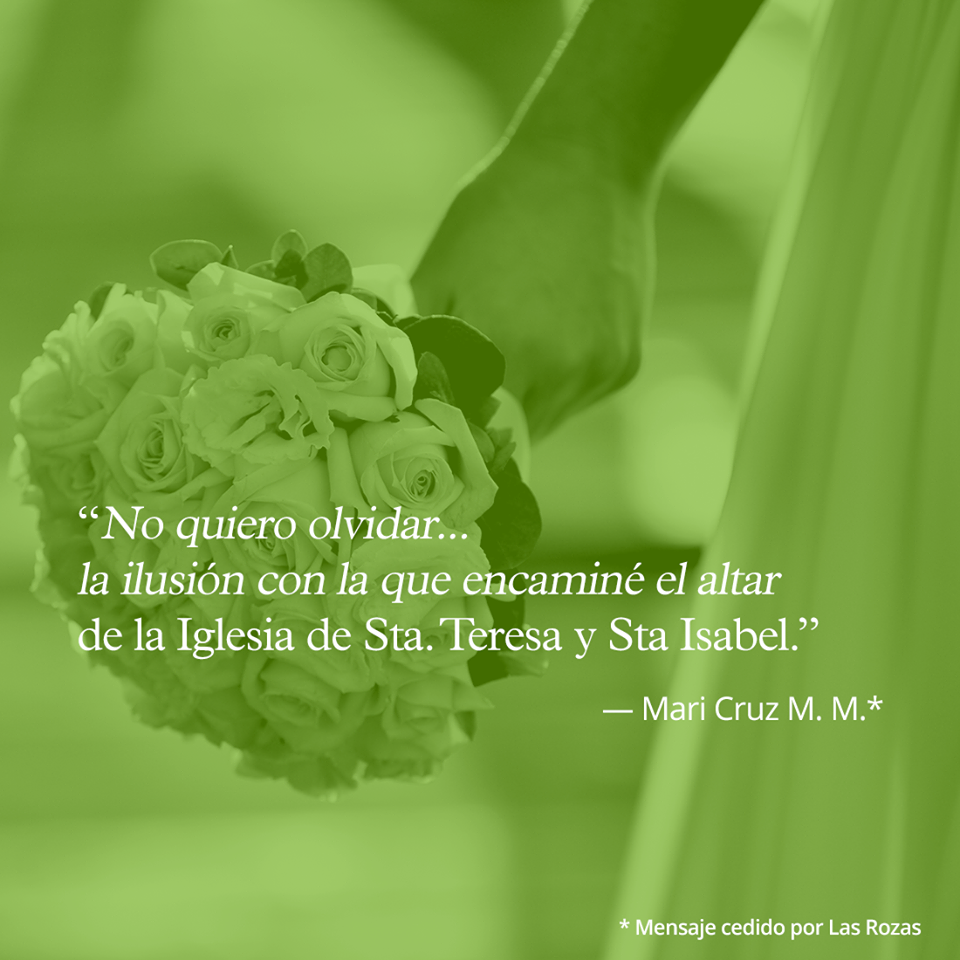 “No quiero olvidar...
la ilusión con la que encaminé el altar
de la Iglesia de Sta. Teresa y Sta Isabel.”
— Mari Cruz M. M.*
* Mensaje cedido por Las Rozas